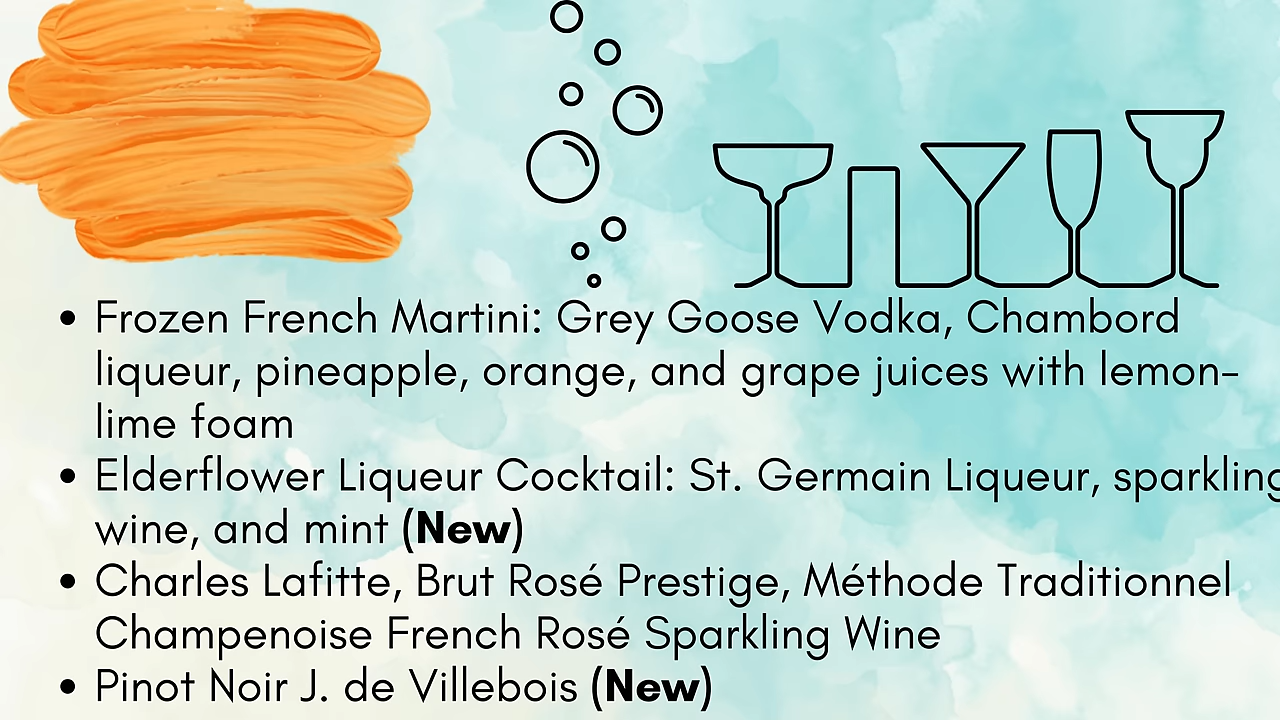 • Frozen French Martini: Grey Goose Vodka, Chambord
liqueur, pineapple, orange, and grape juices with lemon-
lime foam
• Elderflower Liqueur Cocktail: St. Germain Liqueur, sparkling
wine, and mint (New)
• Charles Lafitte, Brut Rosé Prestige, Méthode Traditionnel
Champenoise French Rosé Sparkling Wine
• Pinot Noir J. de Villebois (New)